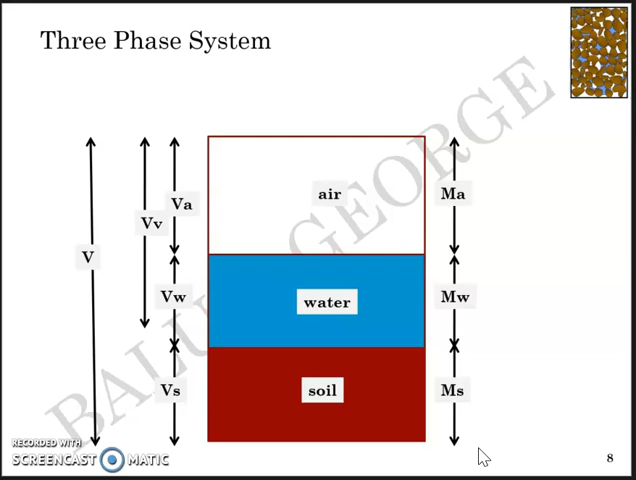 Three Phase System
BALU GEORGE
air
Va
Ma
Vv
V
Vw
water
Mw
Vs
soil
Ms
RECORDED WITH
SCREENCAST MATIC
8